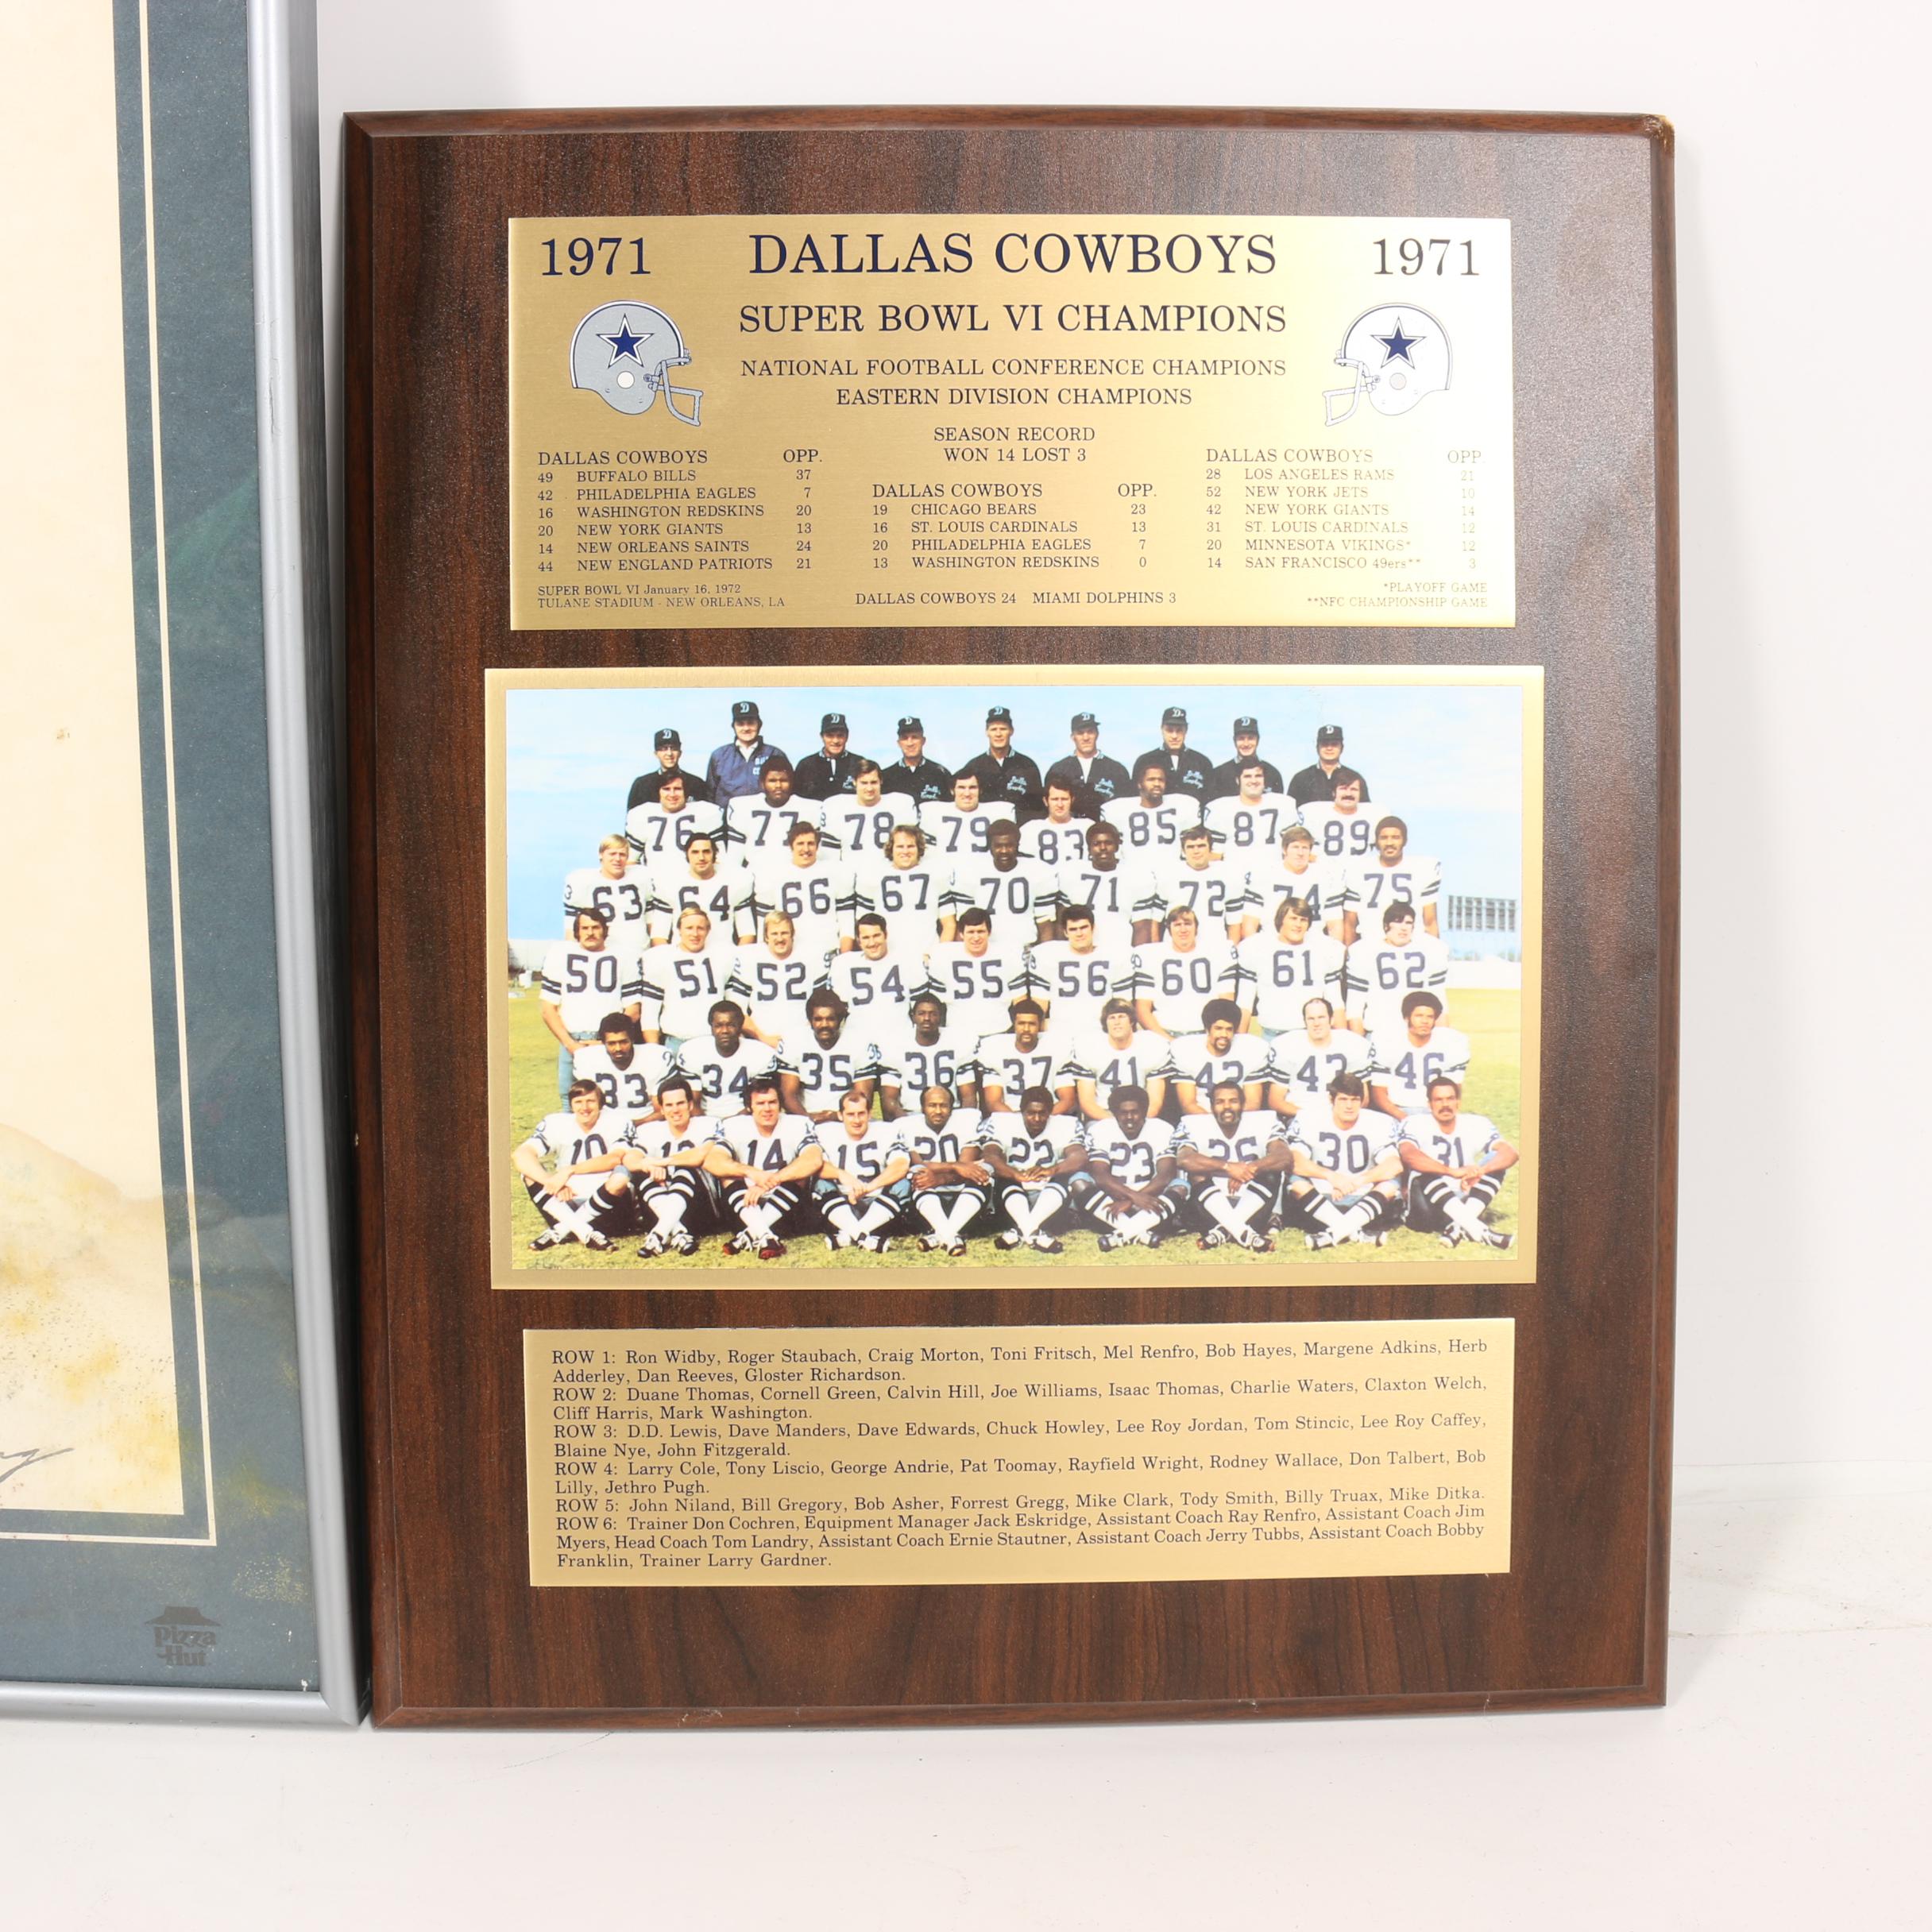 1971 DALLAS COWBOYS 1971
SUPER BOWL VI CHAMPIONS
NATIONAL FOOTBALL CONFERENCE CHAMPIONS
EASTERN DIVISION CHAMPIONS
SEASON RECORD
WON 14 LOST 3
DALLAS COWBOYS OPP.
49 BUFFALO BILLS 37
42 PHILADELPHIA EAGLES 7
16 WASHINGTON REDSKINS 20
20 NEW YORK GIANTS 13
14 NEW ORLEANS SAINTS 24
44 NEW ENGLAND PATRIOTS 21
DALLAS COWBOYS OPP.
19 CHICAGO BEARS 23
16 ST. LOUIS CARDINALS 13
20 PHILADELPHIA EAGLES 7
13 WASHINGTON REDSKINS 0
DALLAS COWBOYS OPP
28 LOS ANGELES RAMS 21
52 NEW YORK JETS 10
42 NEW YORK GIANTS 14
31 ST. LOUIS CARDINALS 12
20 MINNESOTA VIKINGS* 12
14 SAN FRANCISCO 49ers** 3
SUPER BOWL VI January 16, 1972
TULANE STADIUM - NEW ORLEANS, LA
DALLAS COWBOYS 24 MIAMI DOLPHINS 3
*PLAYOFF GAME
**NFC CHAMPIONSHIP GAME
76 77 78 79 83 85 87 89
63 64 66 67 70 71 72 74 75
50 51 52 54 55 56 60 61 62
33 34 35 36 37 41 42 43 46
10 12 14 15 20 22 23 26 30 31
ROW 1: Ron Widby, Roger Staubach, Craig Morton, Toni Fritsch, Mel Renfro, Bob Hayes, Margene Adkins, Herb
Adderley, Dan Reeves, Gloster Richardson.
ROW 2: Duane Thomas, Cornell Green, Calvin Hill, Joe Williams, Isaac Thomas, Charlie Waters, Claxton Welch,
Cliff Harris, Mark Washington.
ROW 3: D.D. Lewis, Dave Manders, Dave Edwards, Chuck Howley, Lee Roy Jordan, Tom Stincic, Lee Roy Caffey,
Blaine Nye, John Fitzgerald.
ROW 4: Larry Cole, Tony Liscio, George Andrie, Pat Toomay, Rayfield Wright, Rodney Wallace, Don Talbert, Bob
Lilly, Jethro Pugh.
ROW 5: John Niland, Bill Gregory, Bob Asher, Forrest Gregg, Mike Clark, Tody Smith, Billy Truax, Mike Ditka.
ROW 6: Trainer Don Cochren, Equipment Manager Jack Eskridge, Assistant Coach Ray Renfro, Assistant Coach Jim
Myers, Head Coach Tom Landry, Assistant Coach Ernie Stautner, Assistant Coach Jerry Tubbs, Assistant Coach Bobby
Franklin, Trainer Larry Gardner.
Pizza
Hut